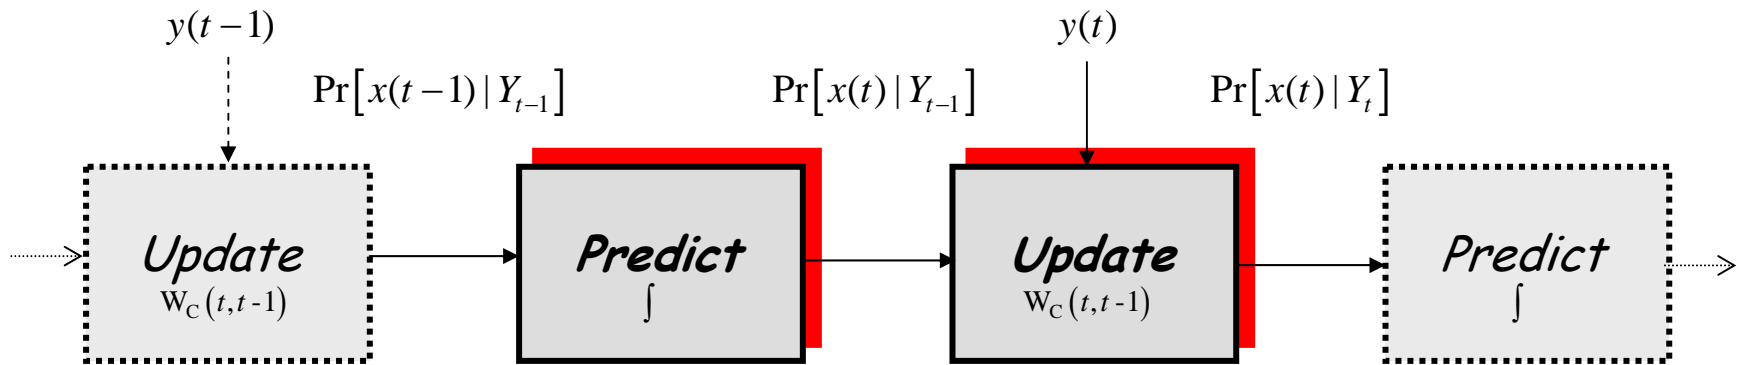 y(t−1)
y(t)
Pr[x(t−1)|Y_{t−1}]
Pr[x(t)|Y_{t−1}]
Pr[x(t)|Y_t]
Update
W_C(t,t-1)
Predict
∫
Update
W_C(t,t-1)
Predict
∫